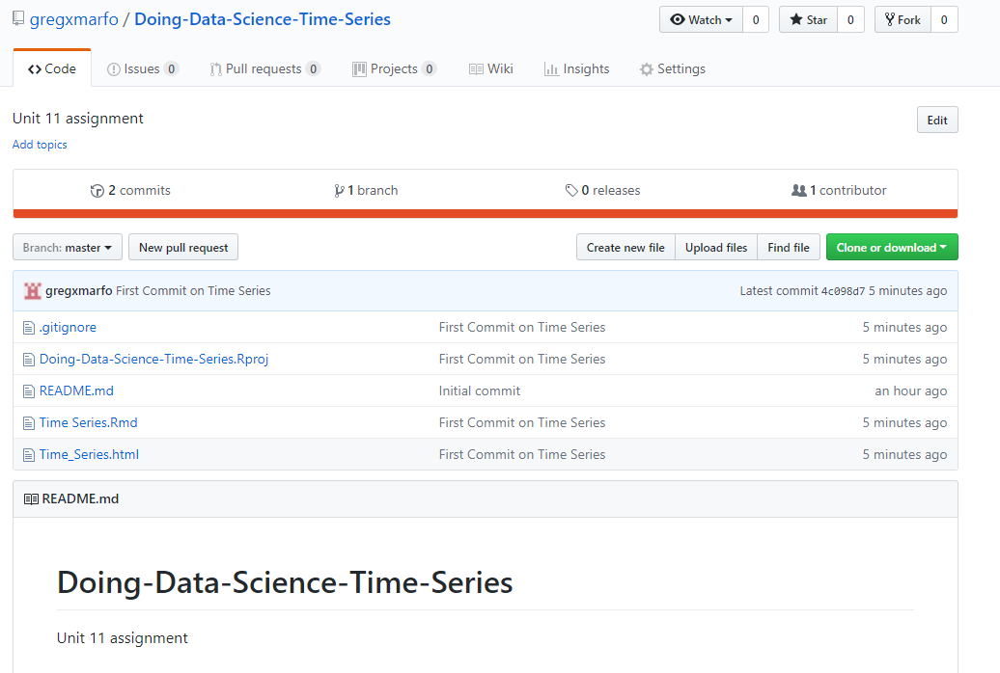 gregxmarfo / Doing-Data-Science-Time-Series Watch 0 Star 0 Fork 0
Code Issues 0 Pull requests 0 Projects 0 Wiki Insights Settings
Unit 11 assignment Edit
Add topics
2 commits 1 branch 0 releases 1 contributor
Branch: master New pull request Create new file Upload files Find file Clone or download
gregxmarfo First Commit on Time Series Latest commit 4c098d7 5 minutes ago
.gitignore First Commit on Time Series 5 minutes ago
Doing-Data-Science-Time-Series.Rproj First Commit on Time Series 5 minutes ago
README.md Initial commit an hour ago
Time Series.Rmd First Commit on Time Series 5 minutes ago
Time_Series.html First Commit on Time Series 5 minutes ago
README.md
Doing-Data-Science-Time-Series
Unit 11 assignment